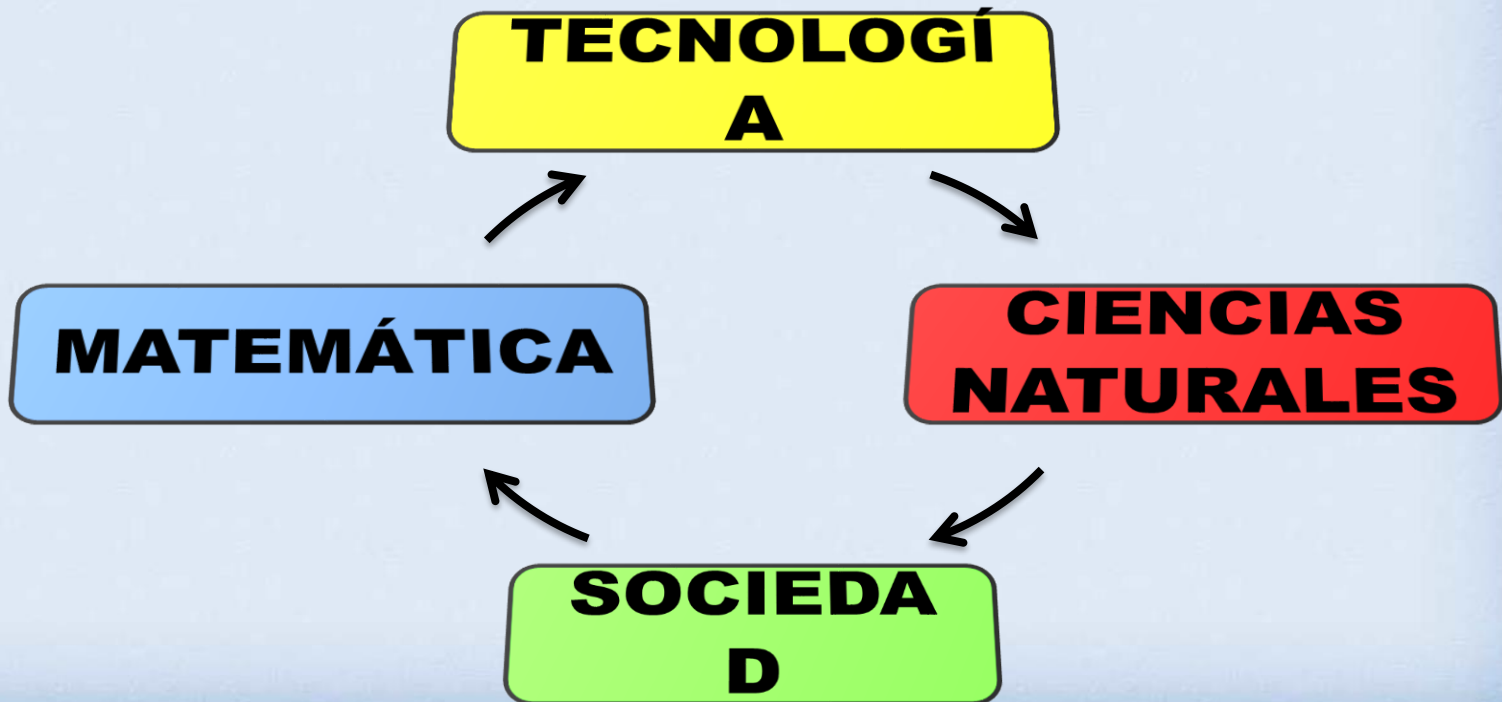 TECNOLOGÍ
A
MATEMÁTICA
CIENCIAS
NATURALES
SOCIEDA
D